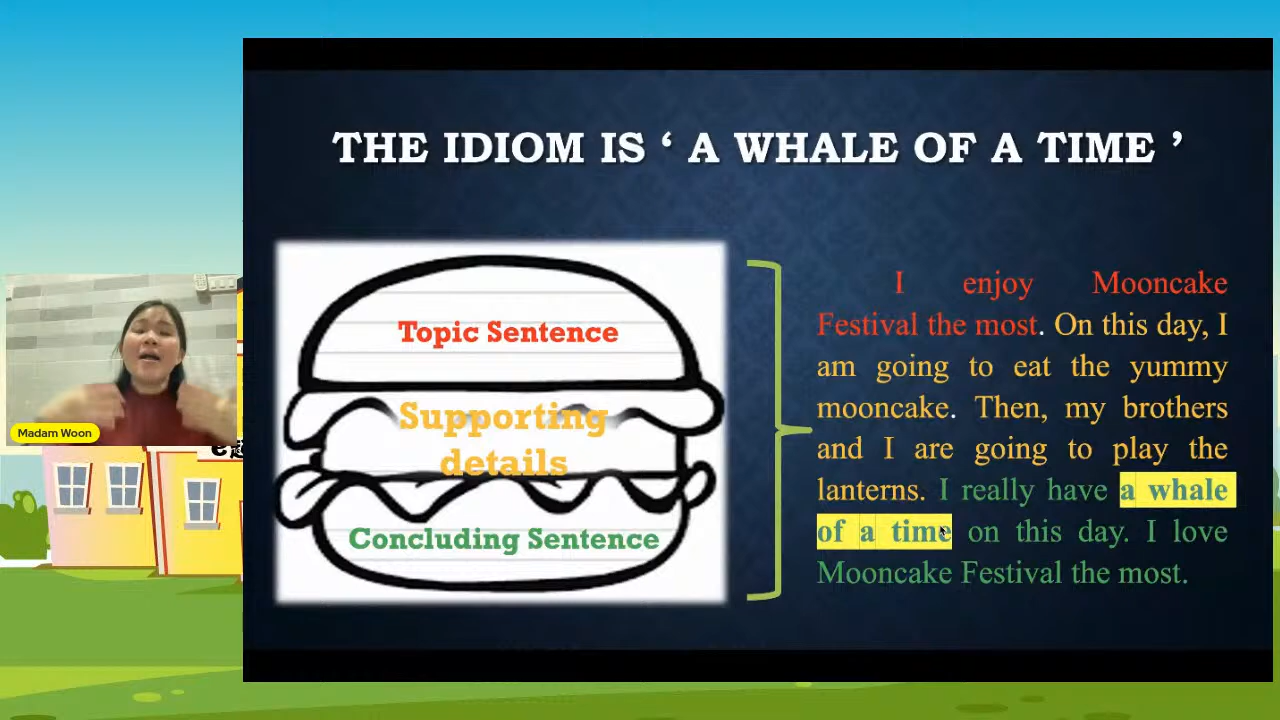 THE IDIOM IS ‘ A WHALE OF A TIME ’
Topic Sentence
Supporting
details
Concluding Sentence
I enjoy Mooncake
Festival the most. On this day, I
am going to eat the yummy
mooncake. Then, my brothers
and I are going to play the
lanterns. I really have a whale
of a time on this day. I love
Mooncake Festival the most.
Madam Woon